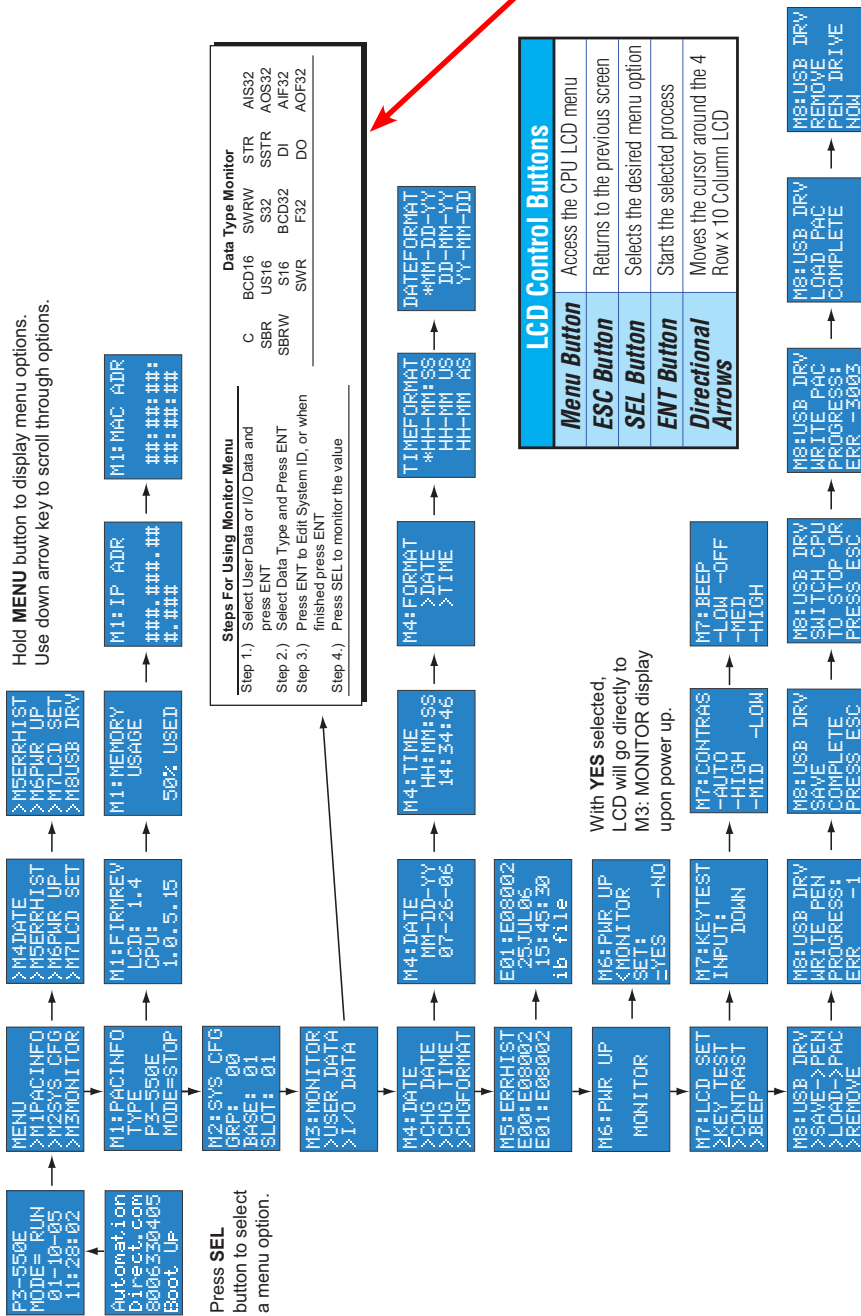 Hold MENU button to display menu options.
Use down arrow key to scroll through options.
P3-550E
MODE= RUN
01-10-05
11:28:02
Automation
Direct.com
8006330405
Boot Up
Press SEL
button to select
a menu option.
MENU
>M1PACINFO
>M2SYS CFG
>M3MONITOR
>M4DATE
>M5ERRHIST
>M6PWR UP
>M7LCD SET
>M5ERRHIST
>M6PWR UP
>M7LCD SET
>M8USB DRV
M1:PACINFO
TYPE
P3-550E
MODE=STOP
M1:FIRMREV
LCD: 1.4
CPU:
1.0.5.15
M1:MEMORY
USAGE
50% USED
M1:IP ADR
###.###.##
#.###
M1:MAC ADR
##:##:##:
##:##:##
M2:SYS CFG
GRP: 00
BASE: 01
SLOT: 01
M3:MONITOR
>USER DATA
>I/O DATA
Steps For Using Monitor Menu
Step 1.) Select User Data or I/O Data and
press ENT
Step 2.) Select Data Type and Press ENT
Step 3.) Press ENT to Edit System ID, or when
finished press ENT
Step 4.) Press SEL to monitor the value
Data Type Monitor
C BCD16 SWRW STR AIS32
SBR US16 S32 SSTR AOS32
SBRW S16 BCD32 DI AIF32
SWR F32 DO AOF32
M4:DATE
>CHG DATE
>CHG TIME
>CHGFORMAT
M4:DATE
MM-DD-YY
07-26-06
M4:TIME
HH:MM:SS
14:34:46
M4:FORMAT
>DATE
>TIME
TIMEFORMAT
*HH-MM:SS
HH-MM US
HH-MM AS
DATEFORMAT
*MM-DD-YY
DD-MM-YY
YY-MM-DD
M5:ERRHIST
E00:E08002
E01:E08002
E01:E08002
25JUL06
15:45:30
ib file
M6:PWR UP
MONITOR
M6:PWR UP
<MONITOR
SET:
-YES -NO
With YES selected,
LCD will go directly to
M3: MONITOR display
upon power up.
M7:LCD SET
>KEY TEST
>CONTRAST
>BEEP
M7:KEYTEST
INPUT:
DOWN
M7:CONTRAS
-AUTO
-HIGH
-MID -LOW
M7:BEEP
-LOW -OFF
-MED
-HIGH
LCD Control Buttons
Menu Button Access the CPU LCD menu
ESC Button Returns to the previous screen
SEL Button Selects the desired menu option
ENT Button Starts the selected process
Directional Moves the cursor around the 4
Arrows Row x 10 Column LCD
M8:USB DRV
>SAVE->PEN
>LOAD->PAC
>REMOVE
M8:USB DRV
WRITE PEN
PROGRESS:
ERR -1
M8:USB DRV
SAVE
COMPLETE
PRESS ESC
M8:USB DRV
SWITCH CPU
TO STOP OR
PRESS ESC
M8:USB DRV
WRITE PAC
PROGRESS:
ERR -3003
M8:USB DRV
LOAD PAC
COMPLETE
M8:USB DRV
REMOVE
PEN DRIVE
NOW